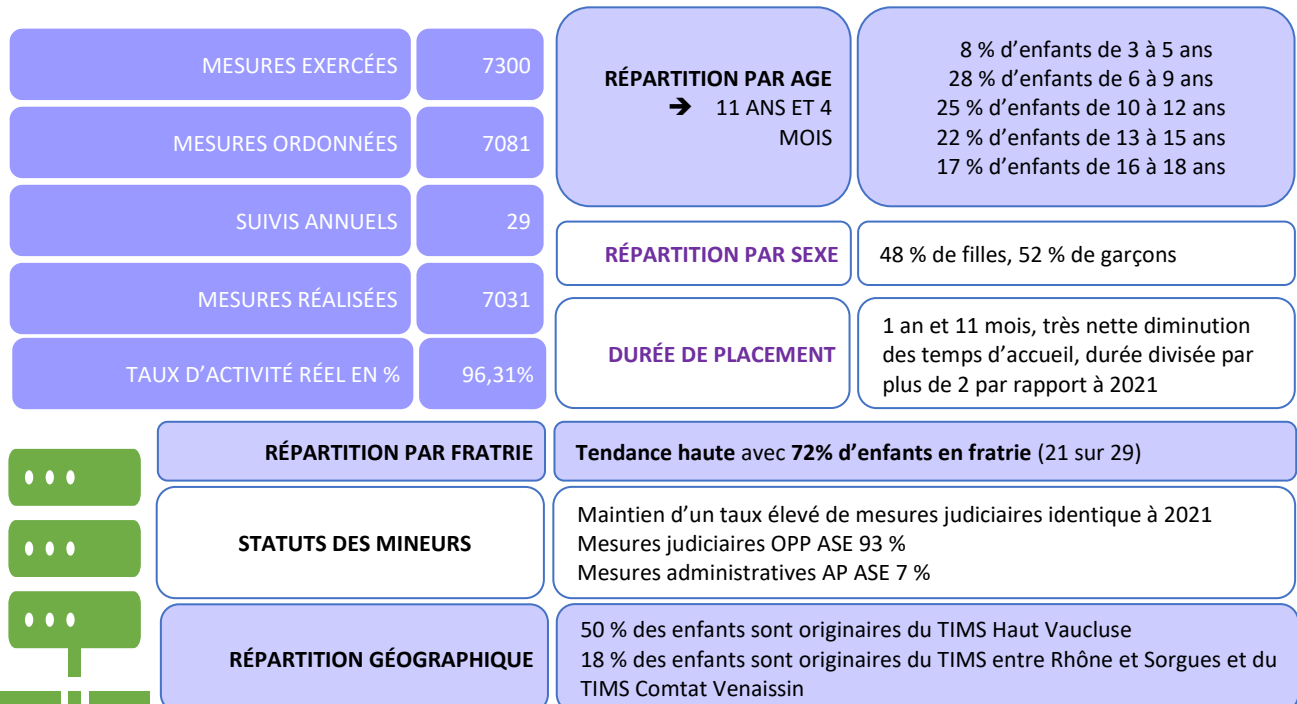 MESURES EXERCÉES 7300
MESURES ORDONNÉES 7081
SUIVIS ANNUELS 29
MESURES RÉALISÉES 7031
TAUX D’ACTIVITÉ RÉEL EN % 96,31%
RÉPARTITION PAR AGE
➔ 11 ANS ET 4
MOIS
8 % d’enfants de 3 à 5 ans
28 % d’enfants de 6 à 9 ans
25 % d’enfants de 10 à 12 ans
22 % d’enfants de 13 à 15 ans
17 % d’enfants de 16 à 18 ans
RÉPARTITION PAR SEXE
48 % de filles, 52 % de garçons
DURÉE DE PLACEMENT
1 an et 11 mois, très nette diminution
des temps d’accueil, durée divisée par
plus de 2 par rapport à 2021
RÉPARTITION PAR FRATRIE
Tendance haute avec 72% d’enfants en fratrie (21 sur 29)
STATUTS DES MINEURS
Maintien d’un taux élevé de mesures judiciaires identique à 2021
Mesures judiciaires OPP ASE 93 %
Mesures administratives AP ASE 7 %
RÉPARTITION GÉOGRAPHIQUE
50 % des enfants sont originaires du TIMS Haut Vaucluse
18 % des enfants sont originaires du TIMS entre Rhône et Sorgues et du
TIMS Comtat Venaissin